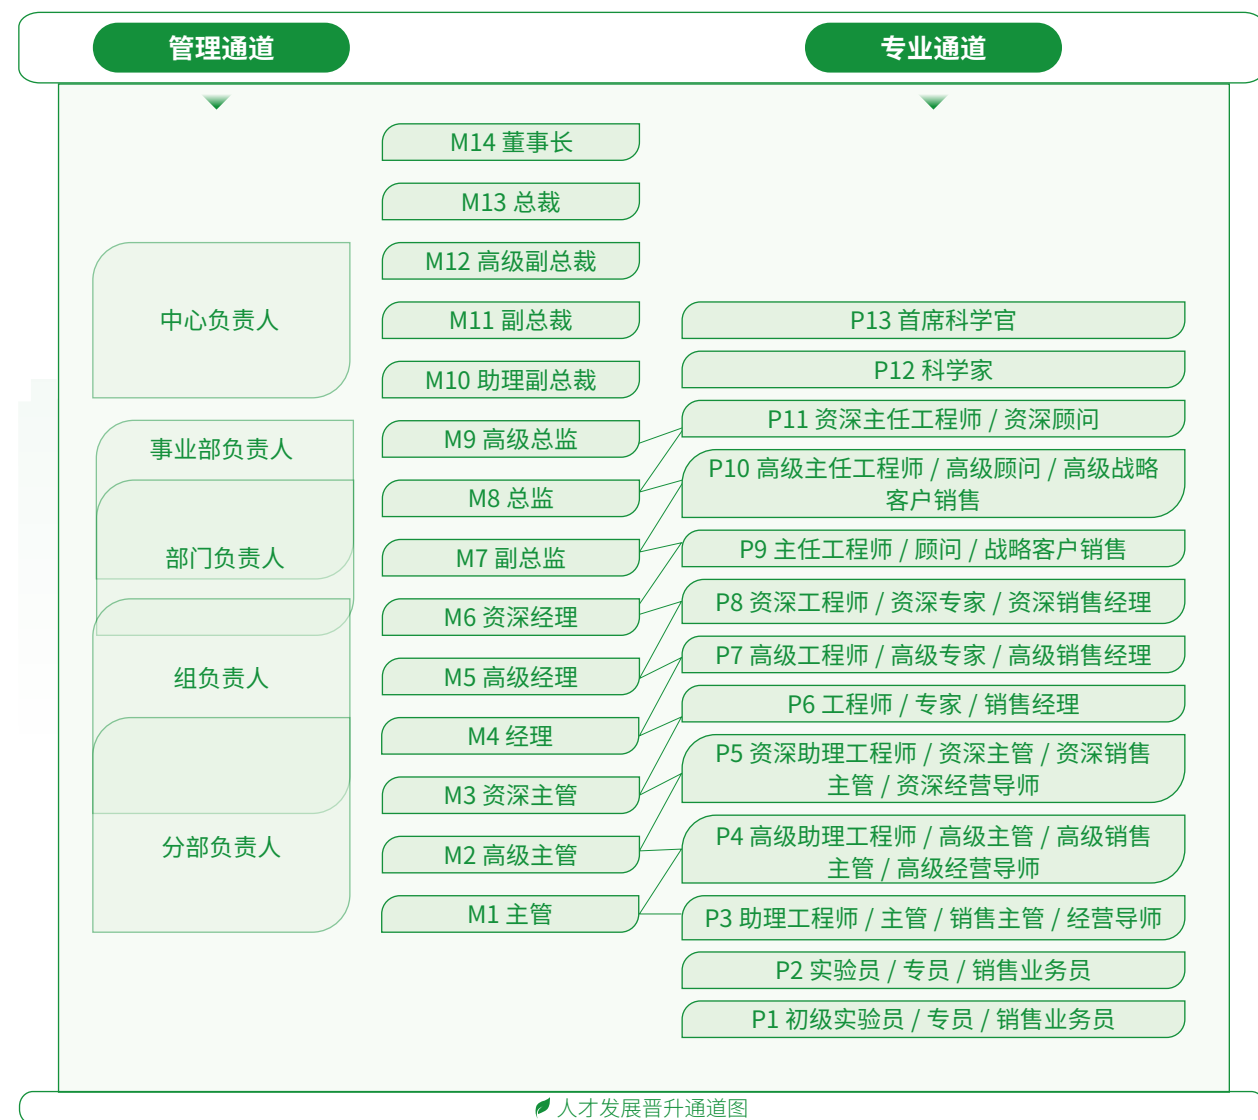 管理通道
专业通道
M14 董事长
M13 总裁
M12 高级副总裁
M11 副总裁
M10 助理副总裁
M9 高级总监
M8 总监
M7 副总监
M6 资深经理
M5 高级经理
M4 经理
M3 资深主管
M2 高级主管
M1 主管
中心负责人
事业部负责人
部门负责人
组负责人
分部负责人
P13 首席科学官
P12 科学家
P11 资深主任工程师 / 资深顾问
P10 高级主任工程师 / 高级顾问 / 高级战略
客户销售
P9 主任工程师 / 顾问 / 战略客户销售
P8 资深工程师 / 资深专家 / 资深销售经理
P7 高级工程师 / 高级专家 / 高级销售经理
P6 工程师 / 专家 / 销售经理
P5 资深助理工程师 / 资深主管 / 资深销售
主管 / 资深经营导师
P4 高级助理工程师 / 高级主管 / 高级销售
主管 / 高级经营导师
P3 助理工程师 / 主管 / 销售主管 / 经营导师
P2 实验员 / 专员 / 销售业务员
P1 初级实验员 / 专员 / 销售业务员
人才发展晋升通道图